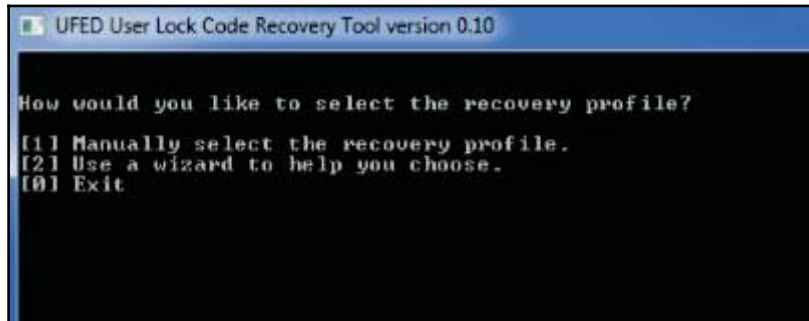 UFED User Lock Code Recovery Tool version 0.10
How would you like to select the recovery profile?
[1] Manually select the recovery profile.
[2] Use a wizard to help you choose.
[0] Exit